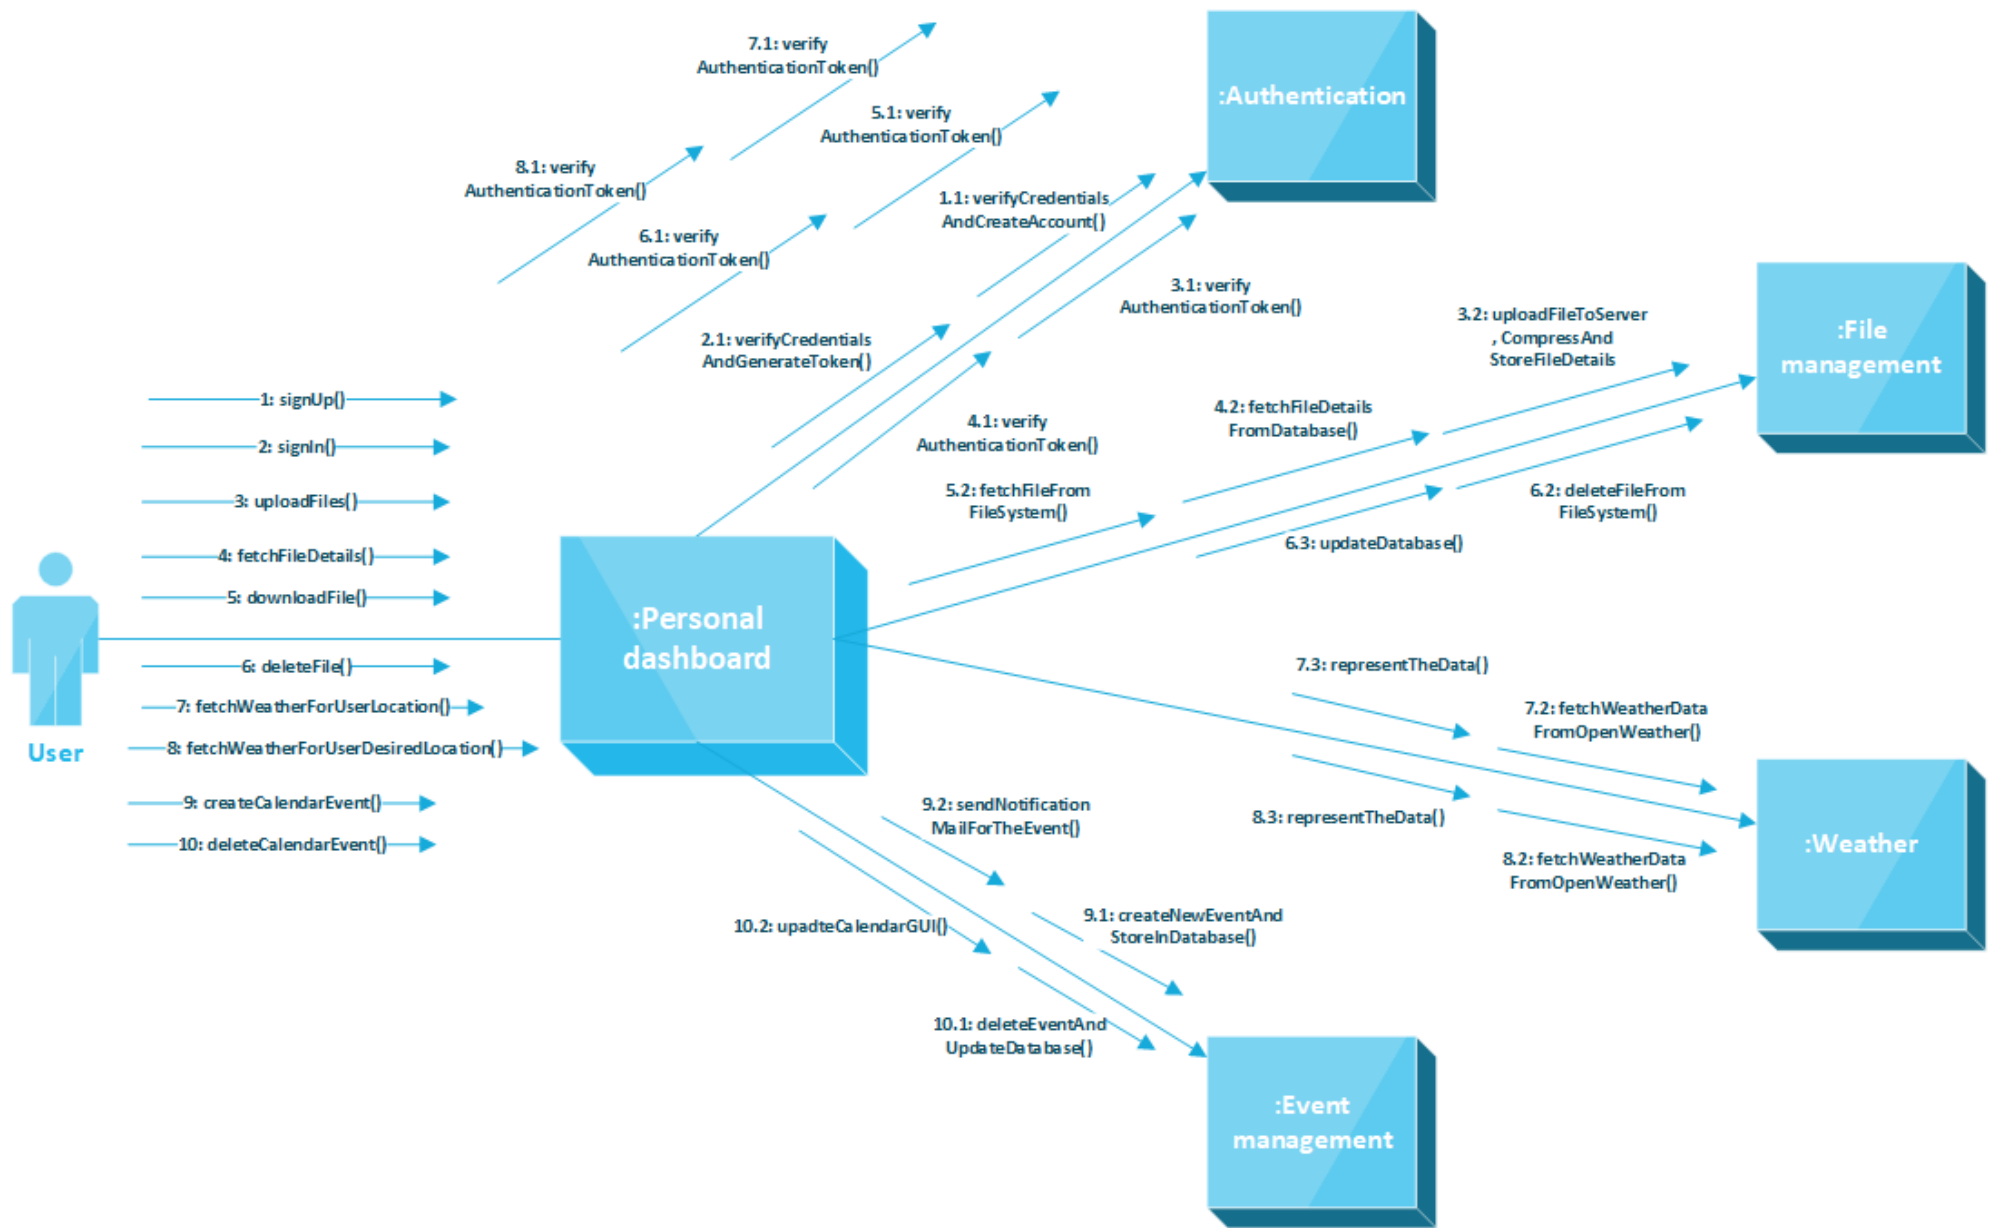 7.1: verify
AuthenticationToken()
:Authentication
5.1: verify
AuthenticationToken()
8.1: verify
AuthenticationToken()
1.1: verifyCredentials
AndCreateAccount()
6.1: verify
AuthenticationToken()
3.1: verify
AuthenticationToken()
2.1: verifyCredentials
AndGenerateToken()
3.2: uploadFileToServer
, CompressAnd
StoreFileDetails
:File
management
1: signUp()
2: signIn()
3: uploadFiles()
4: fetchFileDetails()
5: downloadFile()
4.1: verify
AuthenticationToken()
4.2: fetchFileDetails
FromDatabase()
5.2: fetchFileFrom
FileSystem()
6.2: deleteFileFrom
FileSystem()
6.3: updateDatabase()
:Personal
dashboard
6: deleteFile()
7: fetchWeatherForUserLocation()
8: fetchWeatherForUserDesiredLocation()
User
9: createCalendarEvent()
10: deleteCalendarEvent()
7.3: representTheData()
7.2: fetchWeatherData
FromOpenWeather()
8.3: representTheData()
8.2: fetchWeatherData
FromOpenWeather()
:Weather
9.2: sendNotification
MailForTheEvent()
9.1: createNewEventAnd
StoreInDatabase()
10.2: upadteCalendarGUI()
10.1: deleteEventAnd
UpdateDatabase()
:Event
management